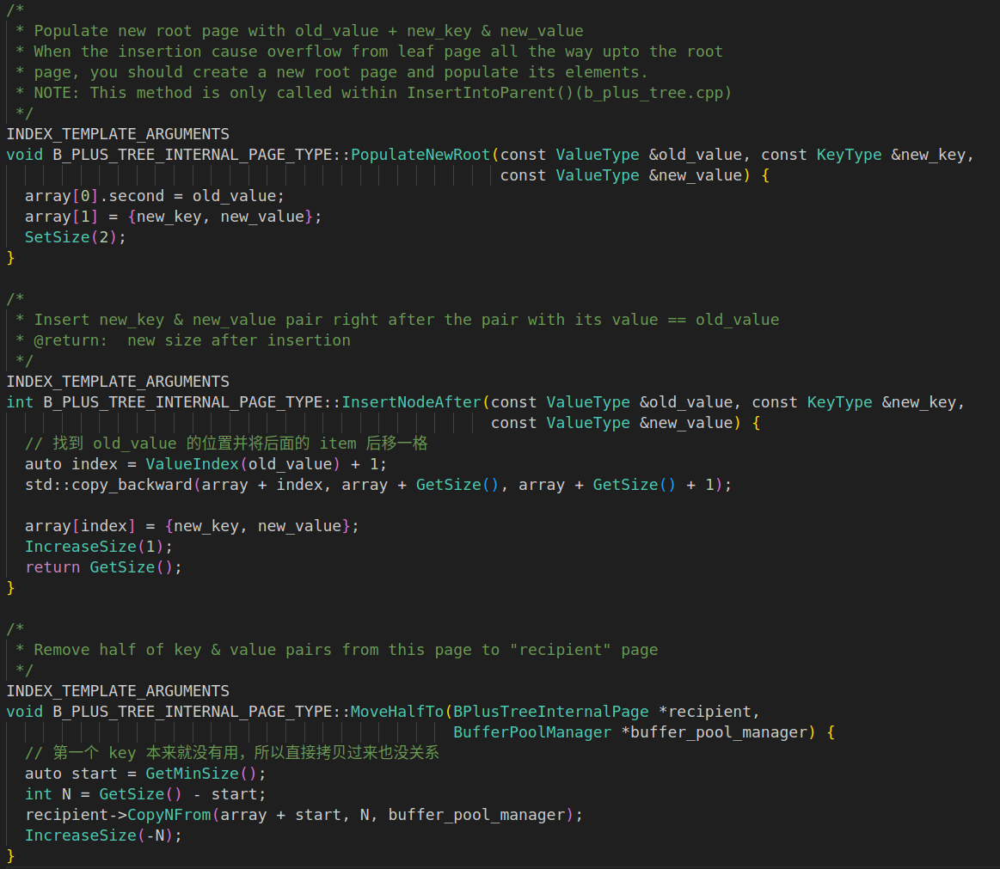 /*
 * Populate new root page with old_value + new_key & new_value
 * When the insertion cause overflow from leaf page all the way upto the root
 * page, you should create a new root page and populate its elements.
 * NOTE: This method is only called within InsertIntoParent()(b_plus_tree.cpp)
 */
INDEX_TEMPLATE_ARGUMENTS
void B_PLUS_TREE_INTERNAL_PAGE_TYPE::PopulateNewRoot(const ValueType &old_value, const KeyType &new_key,
                                                     const ValueType &new_value) {
  array[0].second = old_value;
  array[1] = {new_key, new_value};
  SetSize(2);
}

/*
 * Insert new_key & new_value pair right after the pair with its value == old_value
 * @return:  new size after insertion
 */
INDEX_TEMPLATE_ARGUMENTS
int B_PLUS_TREE_INTERNAL_PAGE_TYPE::InsertNodeAfter(const ValueType &old_value, const KeyType &new_key,
                                                    const ValueType &new_value) {
  // 找到 old_value 的位置并将后面的 item 后移一格
  auto index = ValueIndex(old_value) + 1;
  std::copy_backward(array + index, array + GetSize(), array + GetSize() + 1);

  array[index] = {new_key, new_value};
  IncreaseSize(1);
  return GetSize();
}

/*
 * Remove half of key & value pairs from this page to "recipient" page
 */
INDEX_TEMPLATE_ARGUMENTS
void B_PLUS_TREE_INTERNAL_PAGE_TYPE::MoveHalfTo(BPlusTreeInternalPage *recipient,
                                                BufferPoolManager *buffer_pool_manager) {
  // 第一个 key 本来就没有用，所以直接拷贝过来也没关系
  auto start = GetMinSize();
  int N = GetSize() - start;
  recipient->CopyNFrom(array + start, N, buffer_pool_manager);
  IncreaseSize(-N);
}